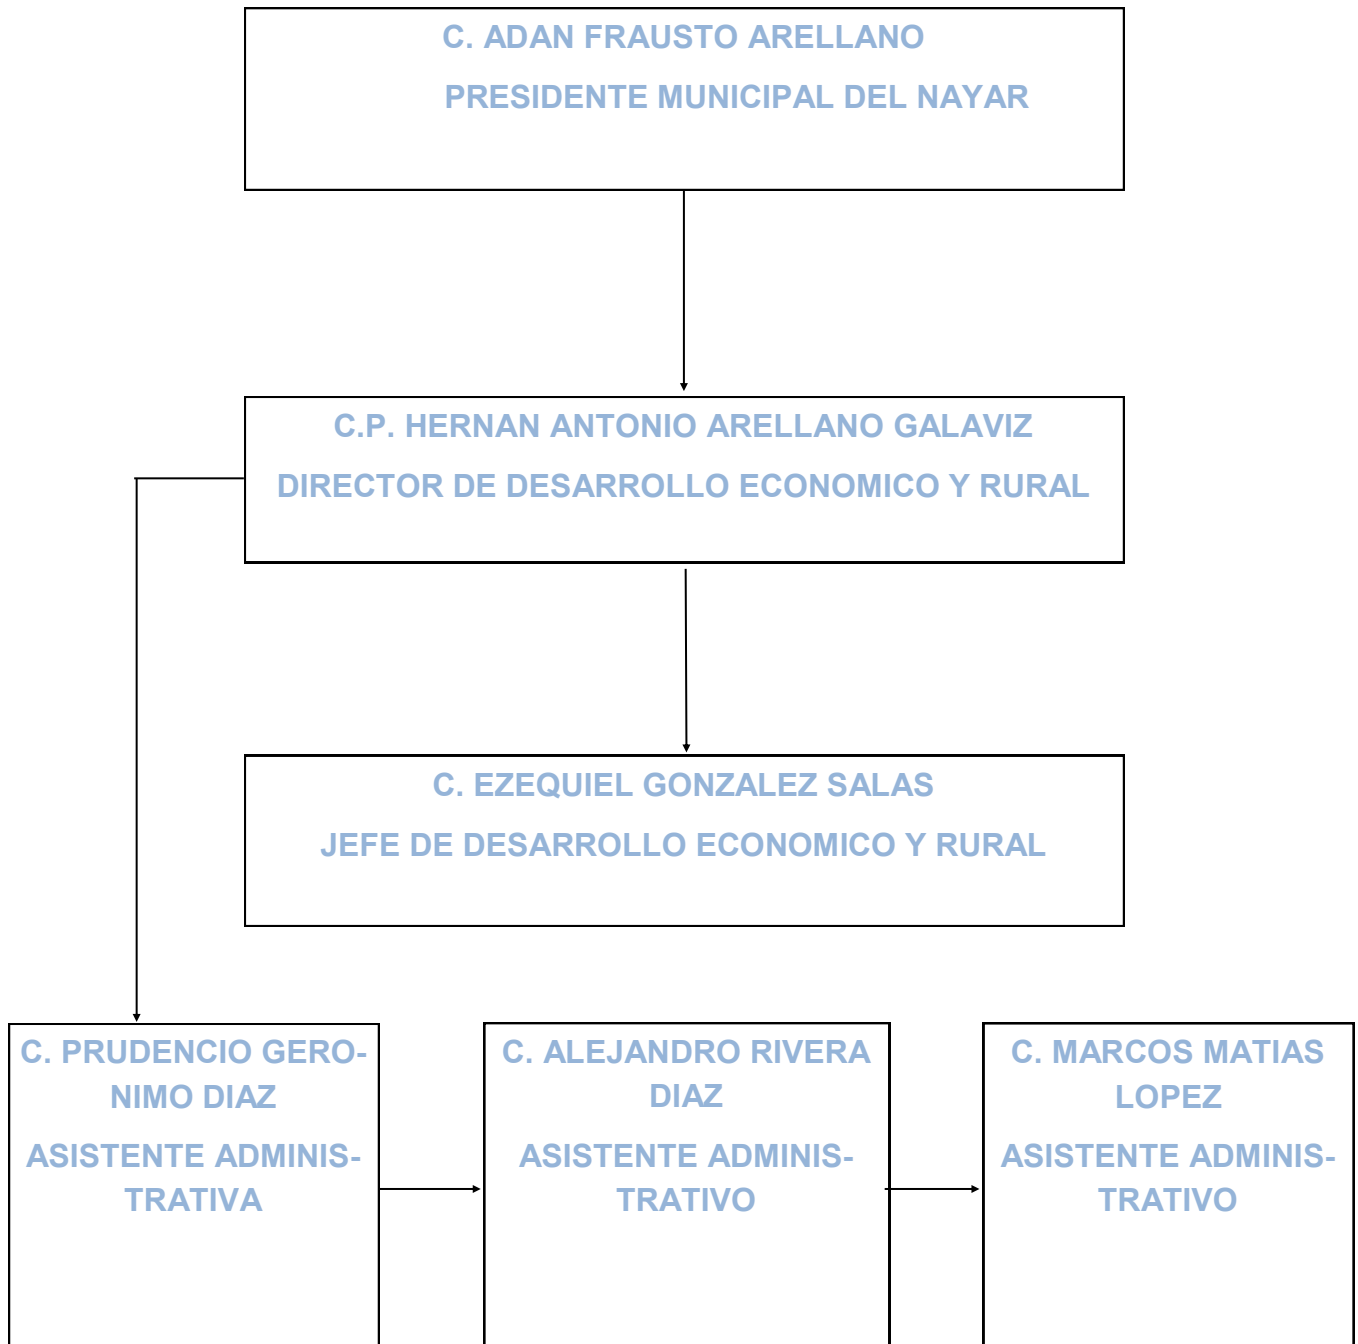 C. ADAN FRAUSTO ARELLANO
PRESIDENTE MUNICIPAL DEL NAYAR
C.P. HERNAN ANTONIO ARELLANO GALAVIZ
DIRECTOR DE DESARROLLO ECONOMICO Y RURAL
C. EZEQUIEL GONZALEZ SALAS
JEFE DE DESARROLLO ECONOMICO Y RURAL
C. PRUDENCIO GERO-
NIMO DIAZ
ASISTENTE ADMINIS-
TRATIVA
C. ALEJANDRO RIVERA
DIAZ
ASISTENTE ADMINIS-
TRATIVO
C. MARCOS MATIAS
LOPEZ
ASISTENTE ADMINIS-
TRATIVO